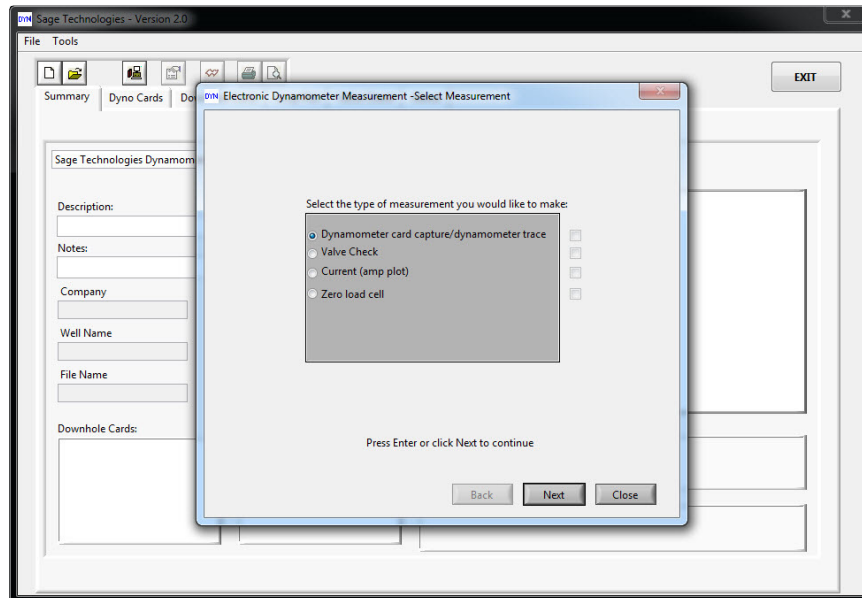 DYN Sage Technologies - Version 2.0
File Tools
EXIT
Summary Dyno Cards Do
DYN Electronic Dynamometer Measurement -Select Measurement
Sage Technologies Dynamom
Description:
Notes:
Company
Well Name
File Name
Downhole Cards:
Select the type of measurement you would like to make:
Dynamometer card capture/dynamometer trace
Valve Check
Current (amp plot)
Zero load cell
Press Enter or click Next to continue
Back Next Close